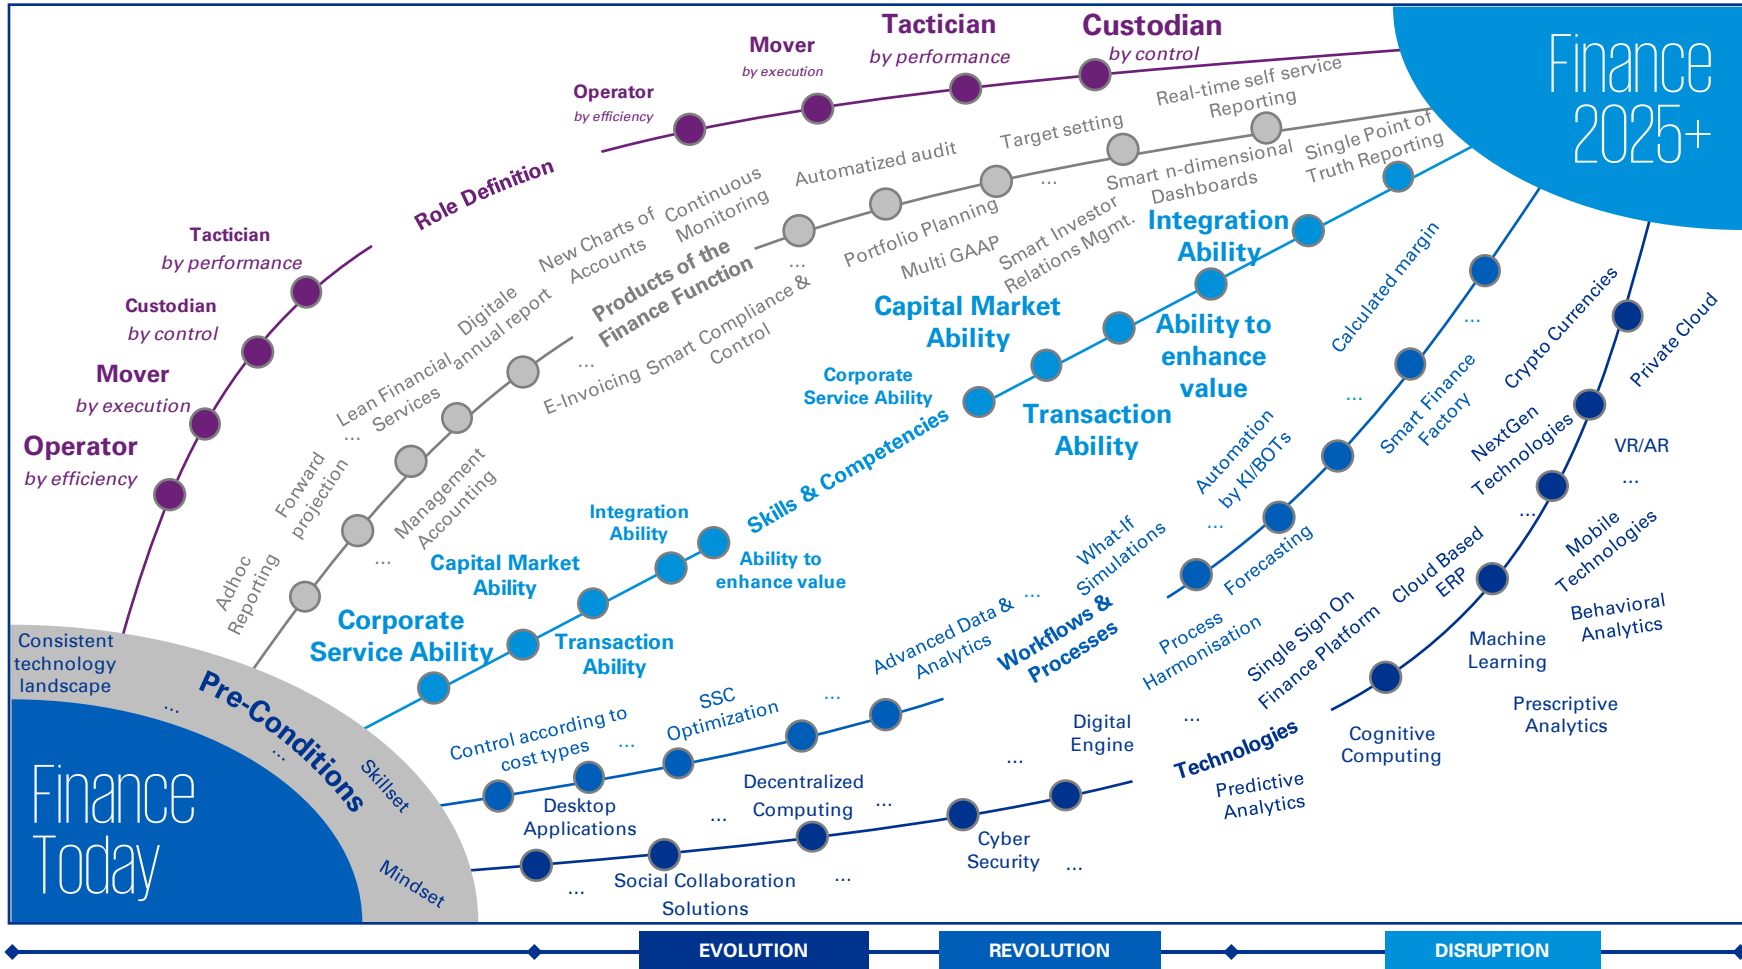 Finance
2025+
Custodian
by control
Tactician
by performance
Mover
by execution
Operator
by efficiency
Role Definition
Tactician
by performance
Custodian
by control
Mover
by execution
Operator
by efficiency
Real-time self service
Reporting
Single Point of
Truth Reporting
Target setting
Smart n-dimensional
Dashboards
...
Automatized audit
Smart Investor
Relations Mgmt.
Portfolio Planning
Multi GAAP
Continuous
Monitoring
...
New Charts of
Accounts
Products of the
Finance Function
Smart Compliance &
Control
E-Invoicing
...
Digitale
annual report
Lean Financial
Services
...
Forward
projection
Management
Accounting
...
Adhoc
Reporting
Integration
Ability
Capital Market
Ability
Ability to
enhance
value
Corporate
Service Ability
Transaction
Ability
Skills & Competencies
Integration
Ability
Ability to
enhance value
Capital Market
Ability
Transaction
Ability
Corporate
Service Ability
Calculated margin
...
Smart Finance
Factory
...
Automation
by KI/BOTs
...
What-If
Simulations
Forecasting
...
Process
Harmonisation
Workflows &
Processes
Advanced Data &
Analytics
...
SSC
Optimization
...
Control according to
cost types
Crypto Currencies
Private Cloud
NextGen
Technologies
VR/AR
...
...
Mobile
Technologies
Cloud Based
ERP
Behavioral
Analytics
Machine
Learning
Single Sign On
Finance Platform
Prescriptive
Analytics
Cognitive
Computing
...
Technologies
Predictive
Analytics
Digital
Engine
...
Cyber
Security
...
Decentralized
Computing
...
...
Desktop
Applications
...
Social Collaboration
Solutions
...
Consistent
technology
landscape
...
Pre-Conditions
...
Skillset
Mindset
Finance
Today
EVOLUTION
REVOLUTION
DISRUPTION